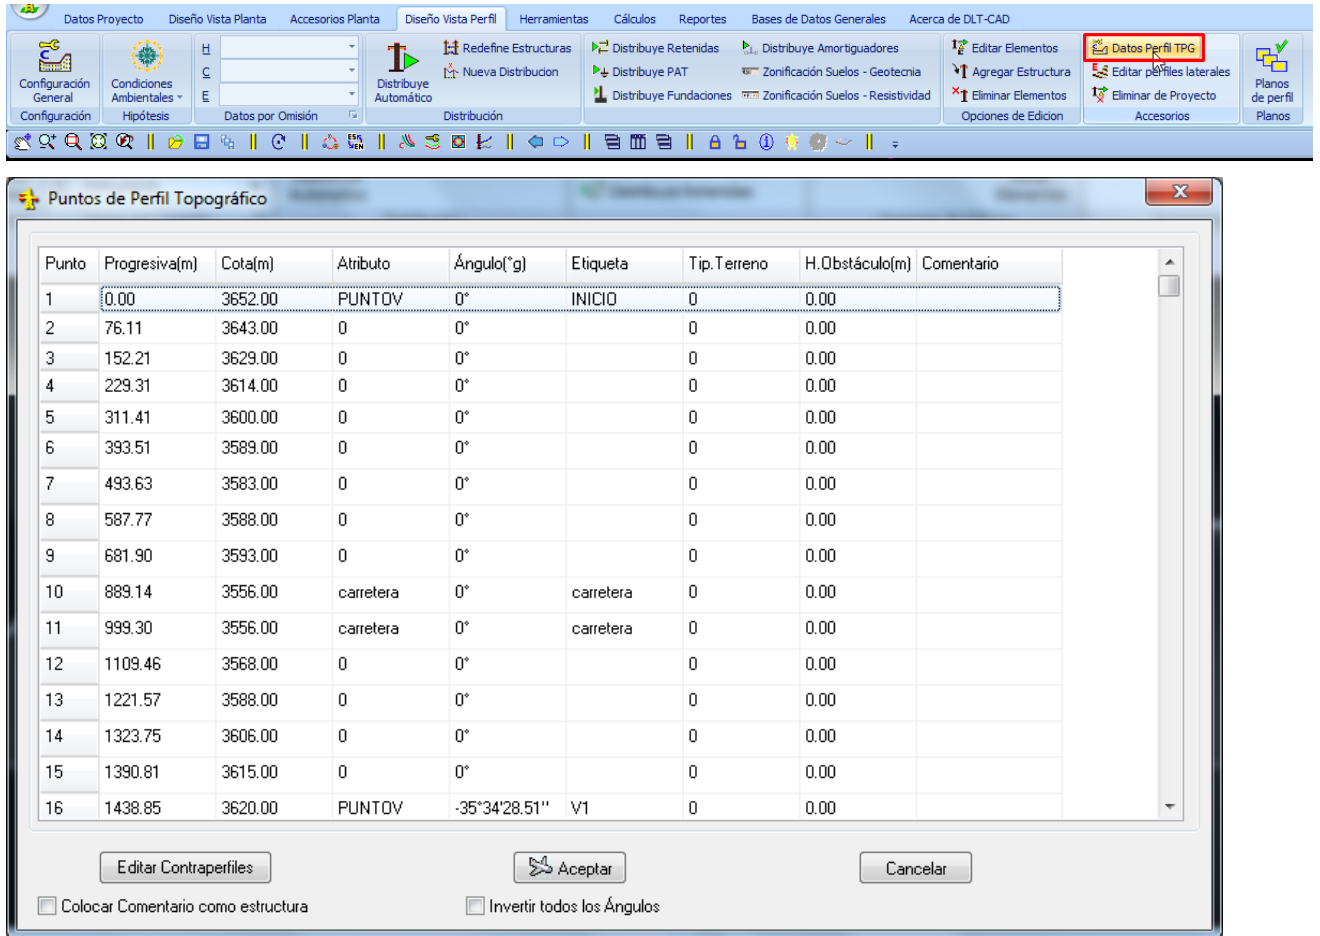 Datos Proyecto Diseño Vista Planta Accesorios Planta Diseño Vista Perfil Herramientas Cálculos Reportes Bases de Datos Generales Acerca de DLT-CAD
Configuración General
Configuración
Condiciones Ambientales
Hipótesis
H
C
E
Datos por Omisión
Distribuye Automático
Redefine Estructuras
Nueva Distribucion
Distribuye Retenidas
Distribuye PAT
Distribuye Fundaciones
Distribuye Amortiguadores
Zonificación Suelos - Geotecnia
Zonificación Suelos - Resistividad
Distribución
Editar Elementos
Agregar Estructura
Eliminar Elementos
Opciones de Edicion
Datos Perfil TPG
Editar perfiles laterales
Eliminar de Proyecto
Accesorios
Planos de perfil
Planos
Puntos de Perfil Topográfico
Punto Progresiva(m) Cota(m) Atributo Ángulo(°g) Etiqueta Tip.Terreno H.Obstáculo(m) Comentario
1 0.00 3652.00 PUNTOV 0° INICIO 0 0.00
2 76.11 3643.00 0 0° 0 0.00
3 152.21 3629.00 0 0° 0 0.00
4 229.31 3614.00 0 0° 0 0.00
5 311.41 3600.00 0 0° 0 0.00
6 393.51 3589.00 0 0° 0 0.00
7 493.63 3583.00 0 0° 0 0.00
8 587.77 3588.00 0 0° 0 0.00
9 681.90 3593.00 0 0° 0 0.00
10 889.14 3556.00 carretera 0° carretera 0 0.00
11 999.30 3556.00 carretera 0° carretera 0 0.00
12 1109.46 3568.00 0 0° 0 0.00
13 1221.57 3588.00 0 0° 0 0.00
14 1323.75 3606.00 0 0° 0 0.00
15 1390.81 3615.00 0 0° 0 0.00
16 1438.85 3620.00 PUNTOV -35°34'28.51'' V1 0 0.00
Editar Contraperfiles Aceptar Cancelar
Colocar Comentario como estructura Invertir todos los Ángulos